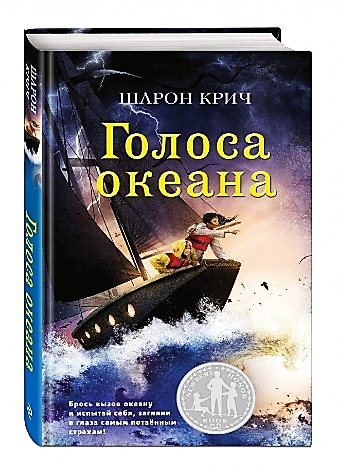 ШАРОН КРИЧ
Голоса
океана
Брось вызов океану
и испытай себя, загляни
в глаза самым потаённым
страхам!
ШАРОН
КРИЧ
Голоса океана